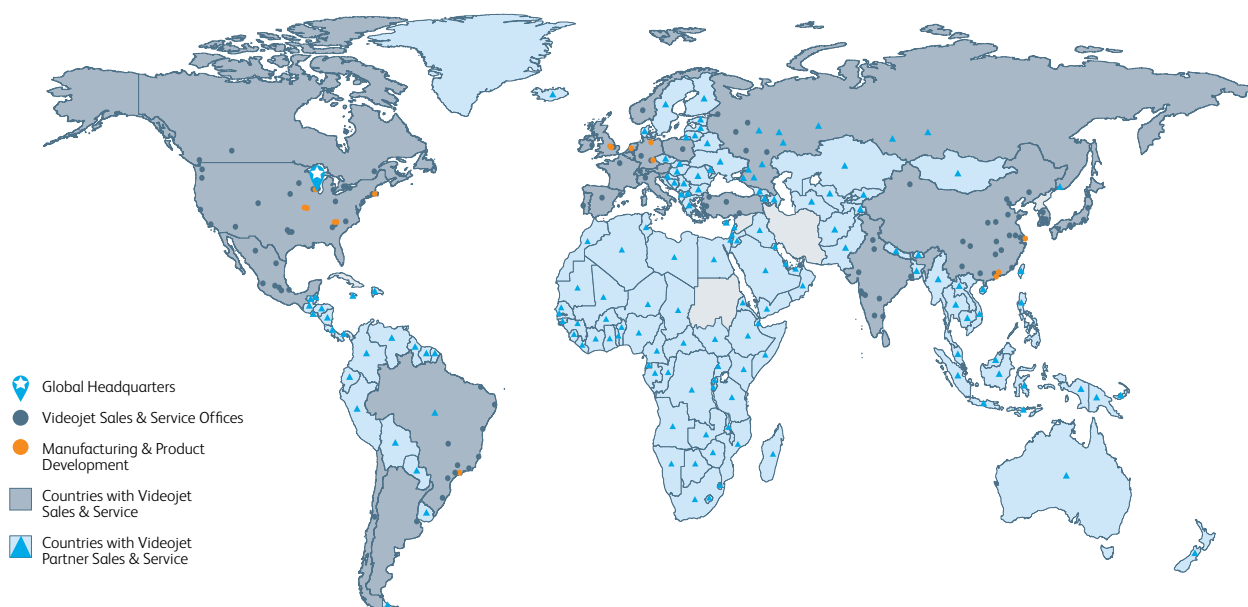 Global Headquarters
Videojet Sales & Service Offices
Manufacturing & Product
Development
Countries with Videojet
Sales & Service
Countries with Videojet
Partner Sales & Service